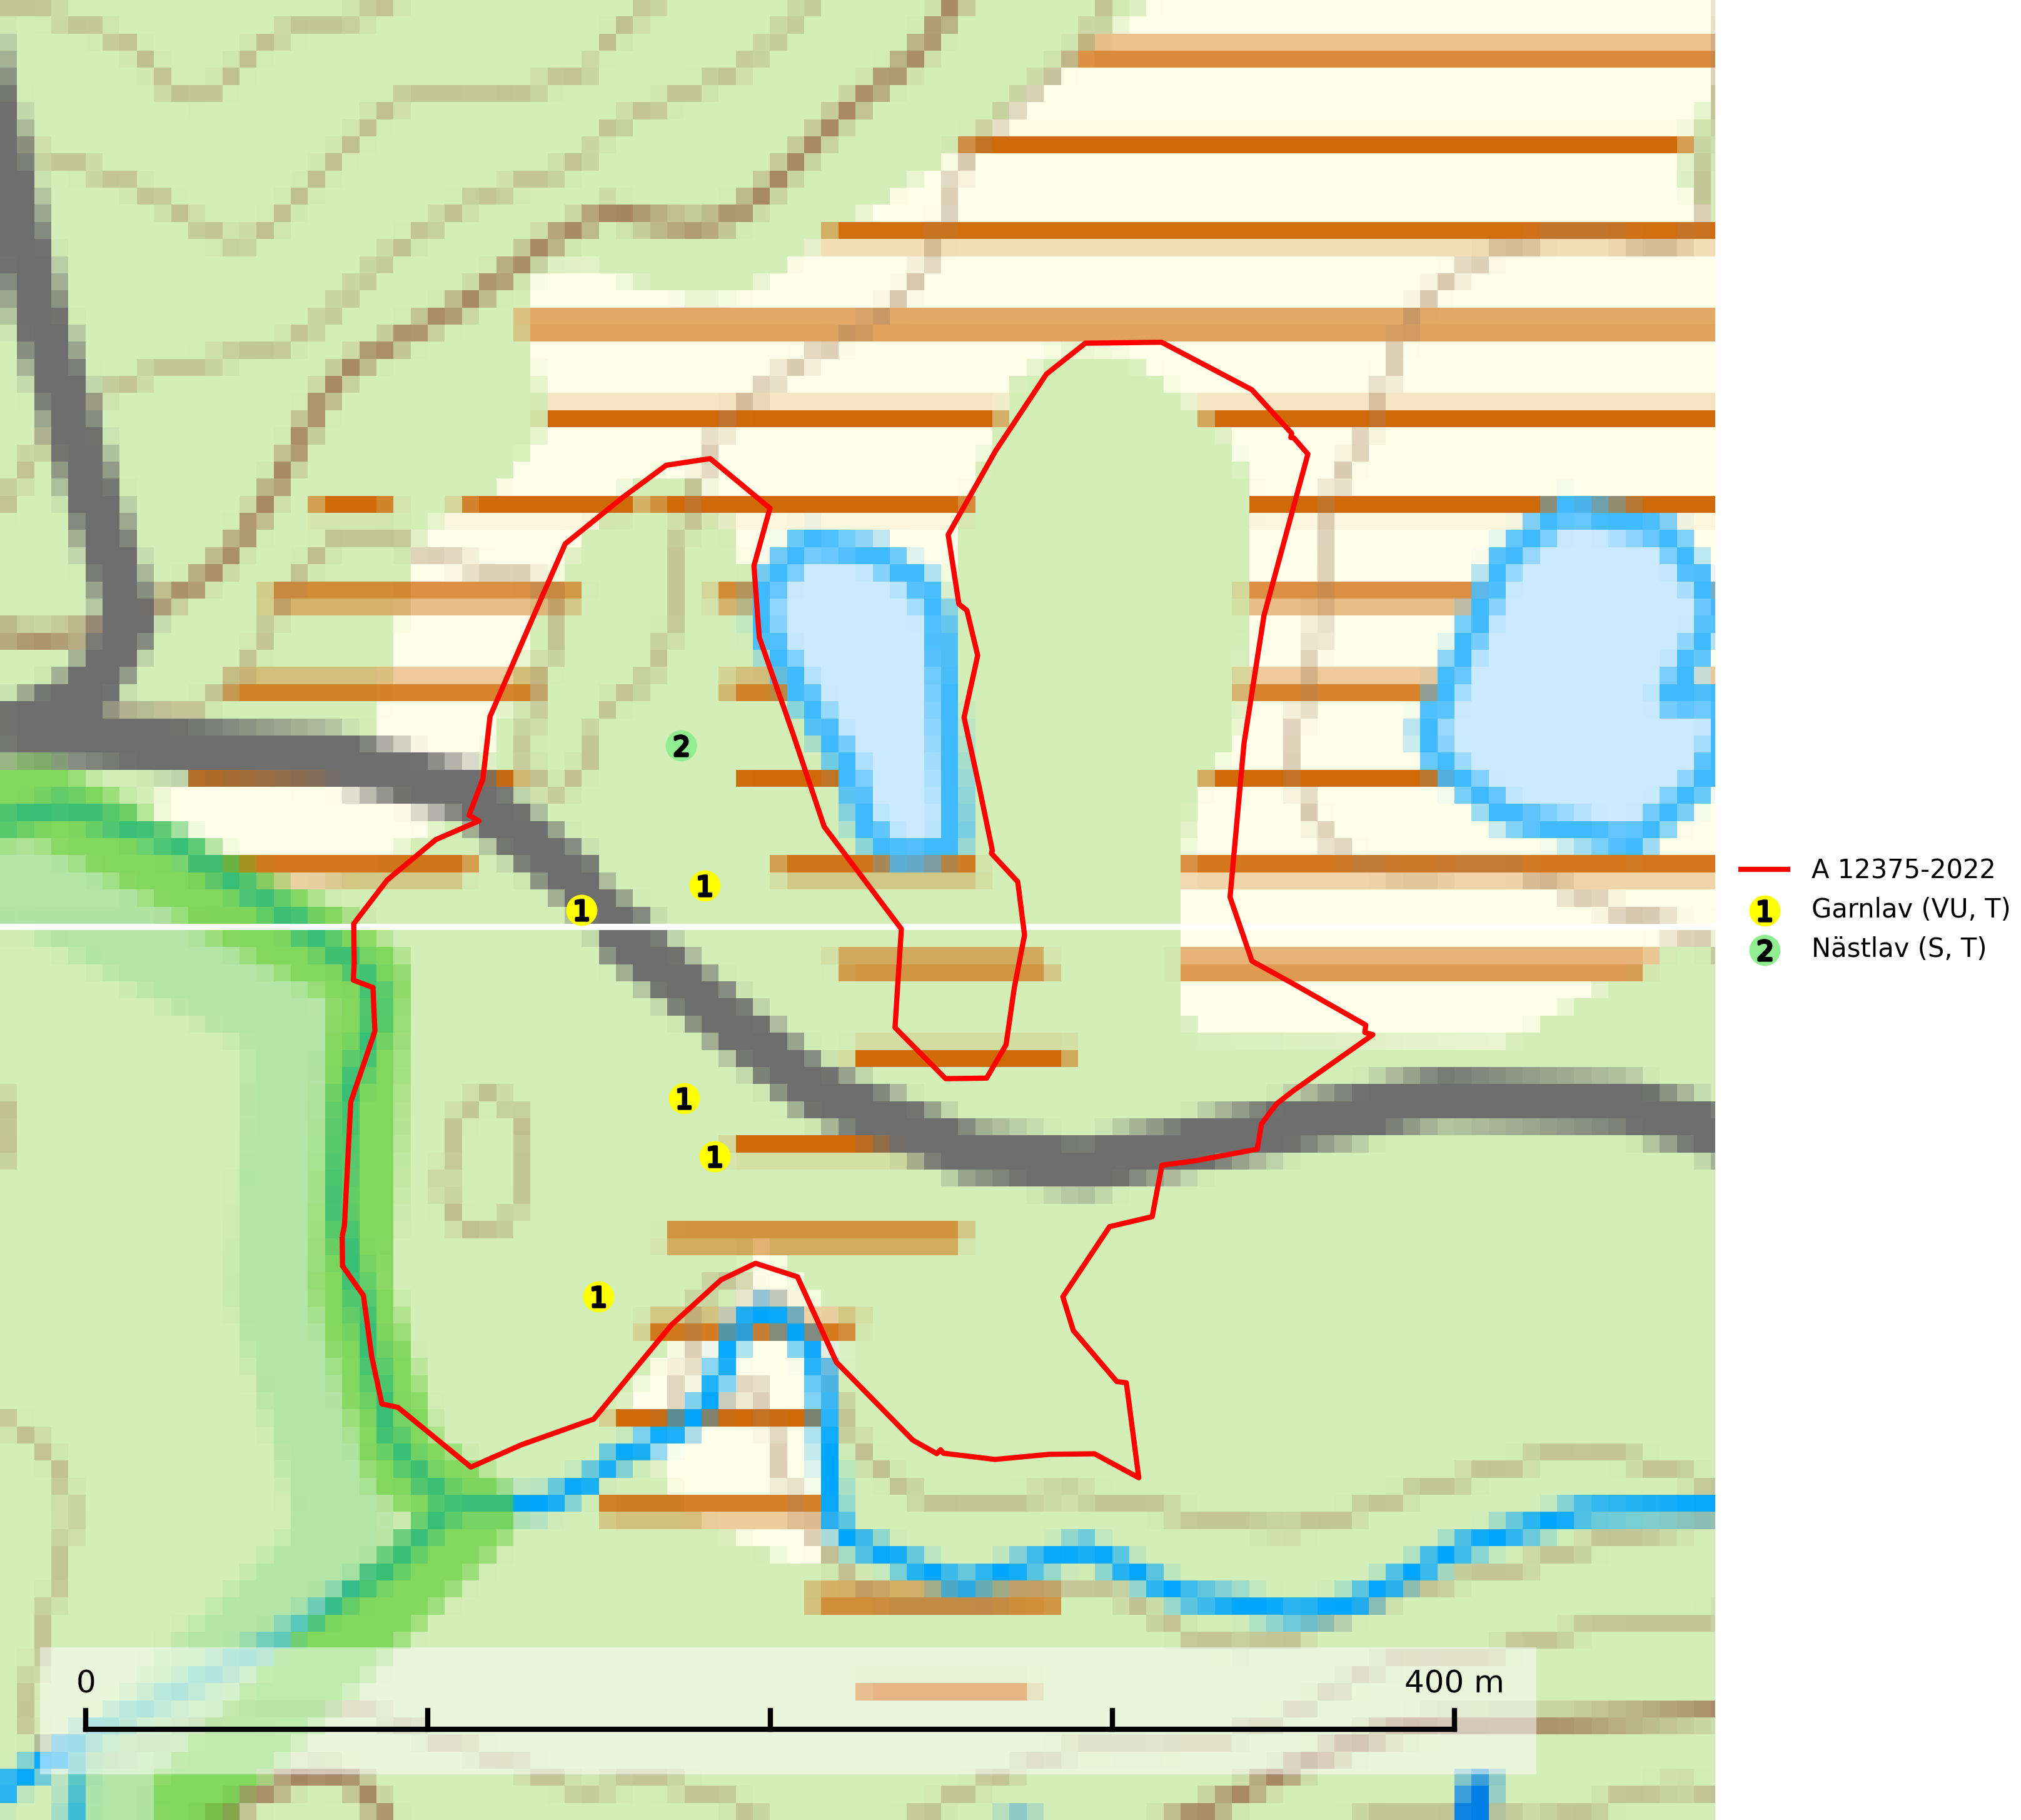 2
1
1
1
1
1
0
400 m
A 12375-2022
1 Garnlav (VU, T)
2 Nästlav (S, T)